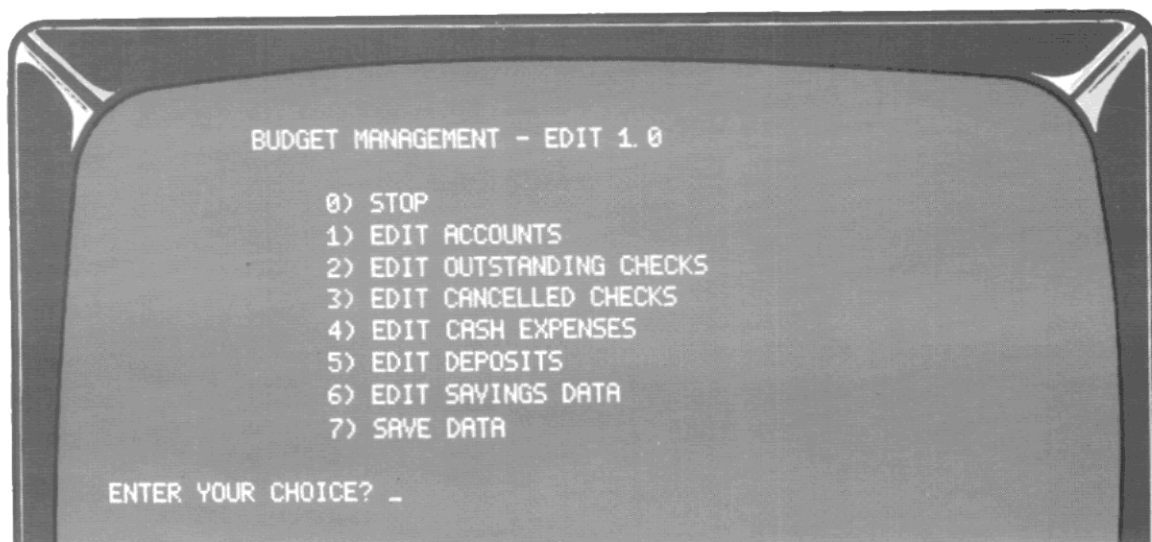 BUDGET MANAGEMENT - EDIT 1.0
0) STOP
1) EDIT ACCOUNTS
2) EDIT OUTSTANDING CHECKS
3) EDIT CANCELLED CHECKS
4) EDIT CASH EXPENSES
5) EDIT DEPOSITS
6) EDIT SAVINGS DATA
7) SAVE DATA
ENTER YOUR CHOICE? _